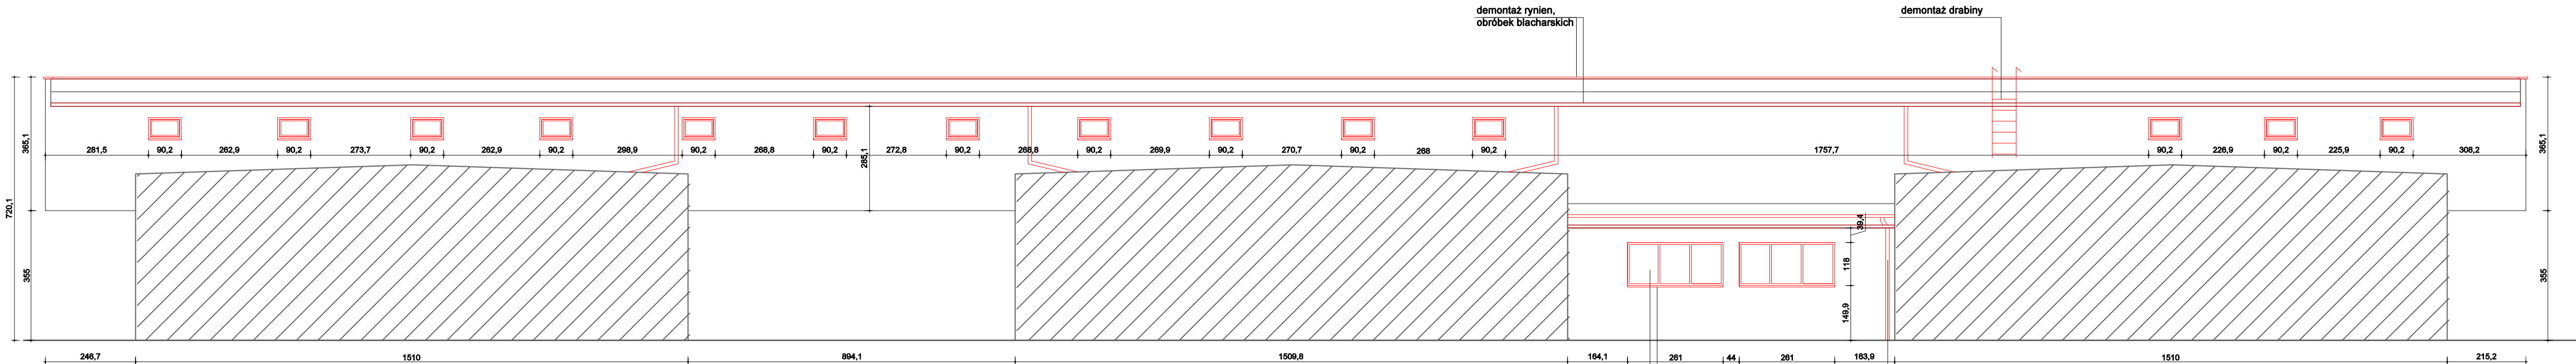 demontaż rynien,
obróbek blacharskich
demontaż drabiny
281,5 90,2 262,9 90,2 273,7 90,2 262,9 90,2 298,9 90,2 268,8 90,2 272,8 90,2 268,8 90,2 269,9 90,2 270,7 90,2 268 90,2 1757,7 90,2 226,9 90,2 225,9 90,2 308,2
720,1
365,1
355
285,1
39,4
118
149,9
365,1
355
246,7 1510 894,1 1509,8 164,1 261 44 261 163,9 1510 215,2